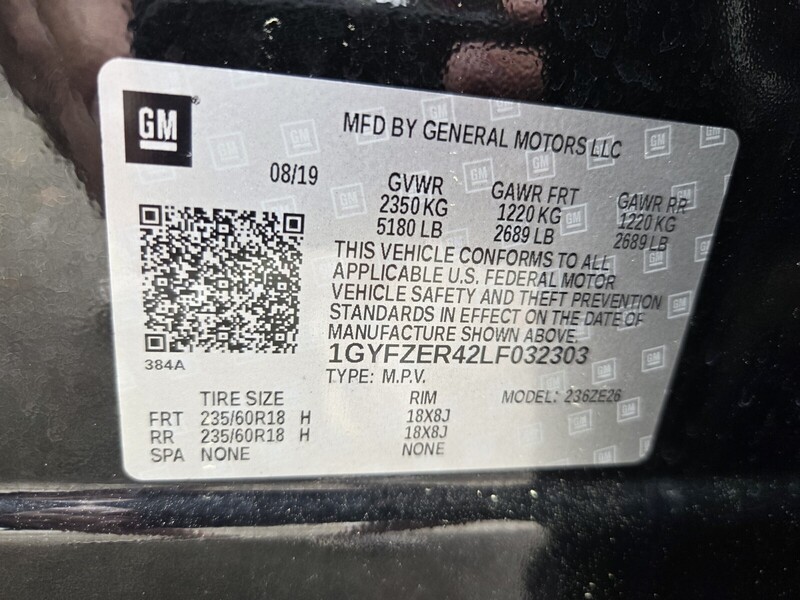 GM
MFD BY GENERAL MOTORS LLC
08/19
GVWR GAWR FRT GAWR RR
2350 KG 1220 KG 1220 KG
5180 LB 2689 LB 2689 LB
THIS VEHICLE CONFORMS TO ALL
APPLICABLE U.S. FEDERAL MOTOR
VEHICLE SAFETY AND THEFT PREVENTION
STANDARDS IN EFFECT ON THE DATE OF
MANUFACTURE SHOWN ABOVE.
1GYFZER42LF032303
384A
TYPE: M.P.V. MODEL: 236ZE26
TIRE SIZE RIM
FRT 235/60R18 H 18X8J
RR 235/60R18 H 18X8J
SPA NONE NONE